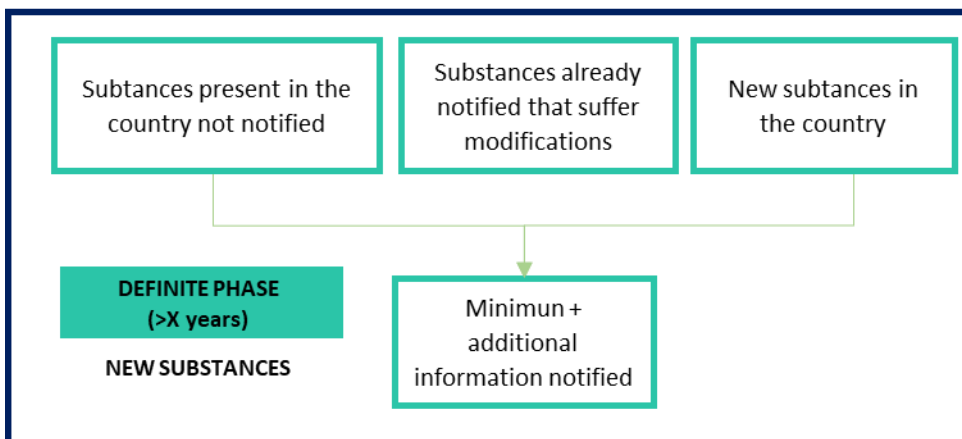 Subtances present in the
country not notified
Substances already
notified that suffer
modifications
New subtances in
the country
DEFINITE PHASE
(>X years)
NEW SUBSTANCES
Minimun +
additional
information notified